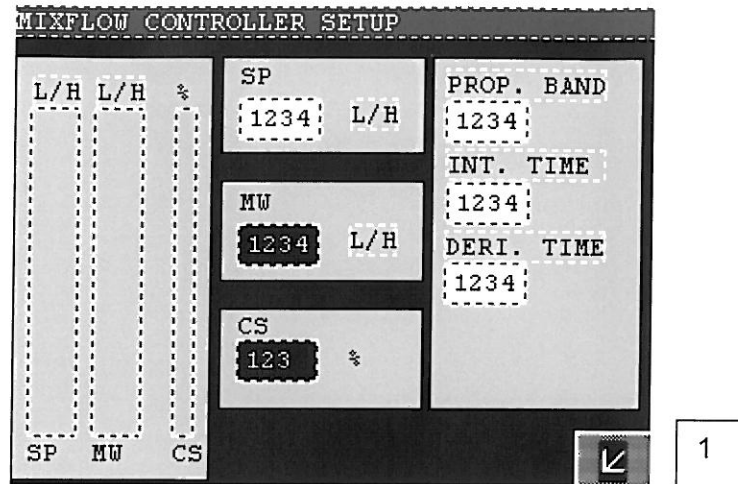 MIXFLOW CONTROLLER SETUP
L/H L/H %
SP MW CS
SP
1234 L/H
MW
1234 L/H
CS
123 %
PROP. BAND
1234
INT. TIME
1234
DERI. TIME
1234
1